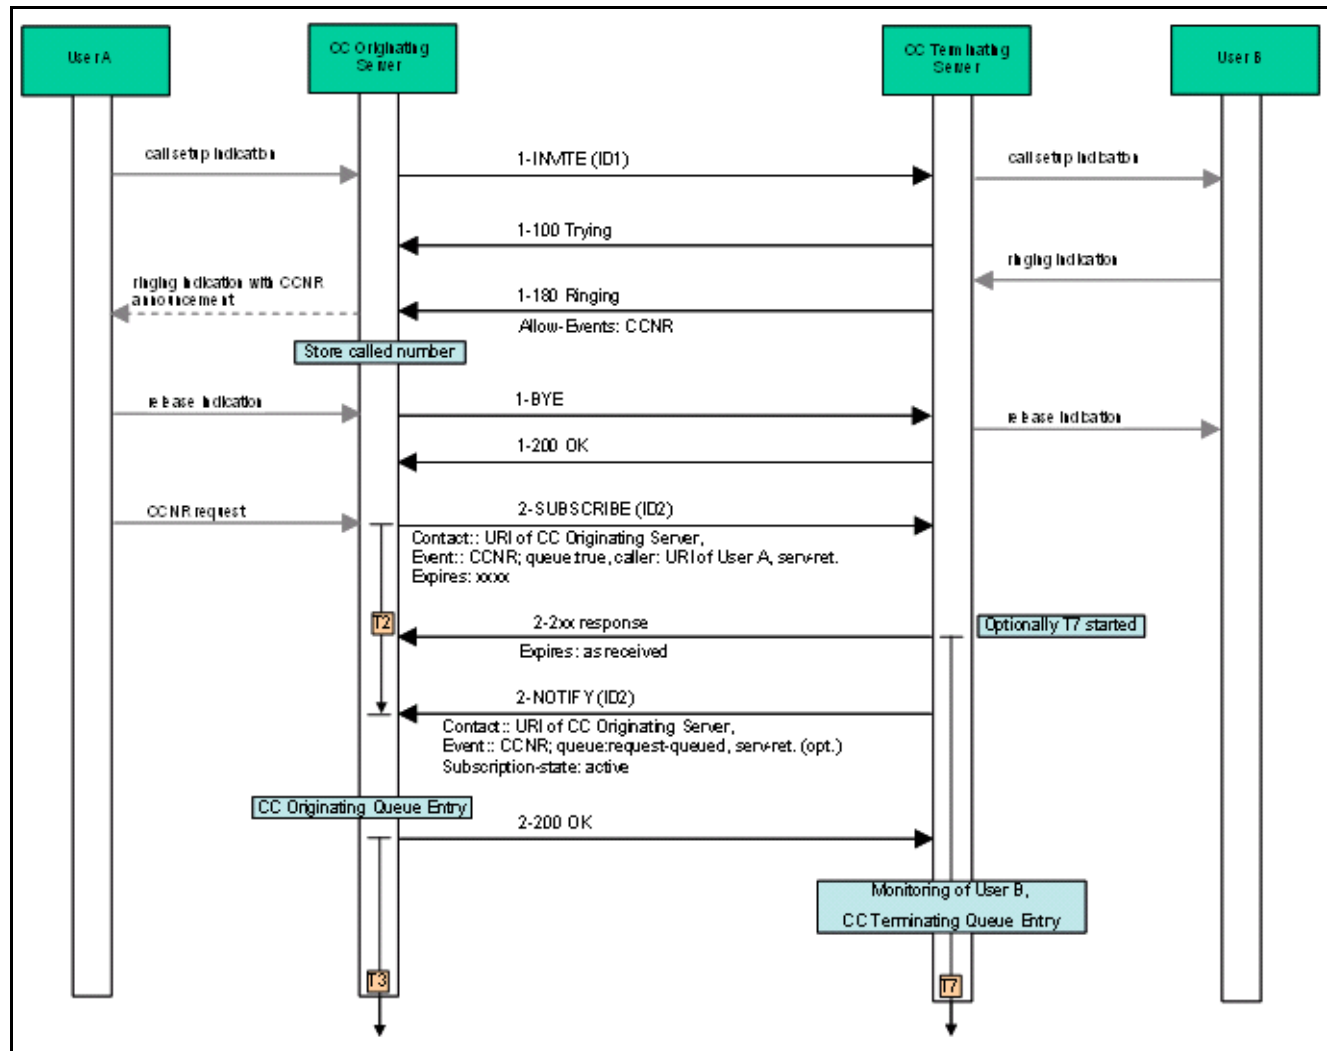 User A
CC Originating
Server
CC Terminating
Server
User B
call setup indication
1-INVITE (ID1)
call setup indication
1-100 Trying
ringing indication
ringing indication with CCNR
announcement
1-180 Ringing
Allow-Events: CCNR
Store called number
release indication
1-BYE
release indication
1-200 OK
CCNR request
2-SUBSCRIBE (ID2)
Contact:: URI of CC Originating Server,
Event:: CCNR; queue:true, caller: URI of User A, serv-ret.
Expires: xxxx
T2
2-2xx response
Optionally T7 started
Expires: as received
2-NOTIFY (ID2)
Contact:: URI of CC Originating Server,
Event:: CCNR; queue:request-queued, serv-ret. (opt.)
Subscription-state: active
CC Originating Queue Entry
2-200 OK
Monitoring of User B,
CC Terminating Queue Entry
T3
T7